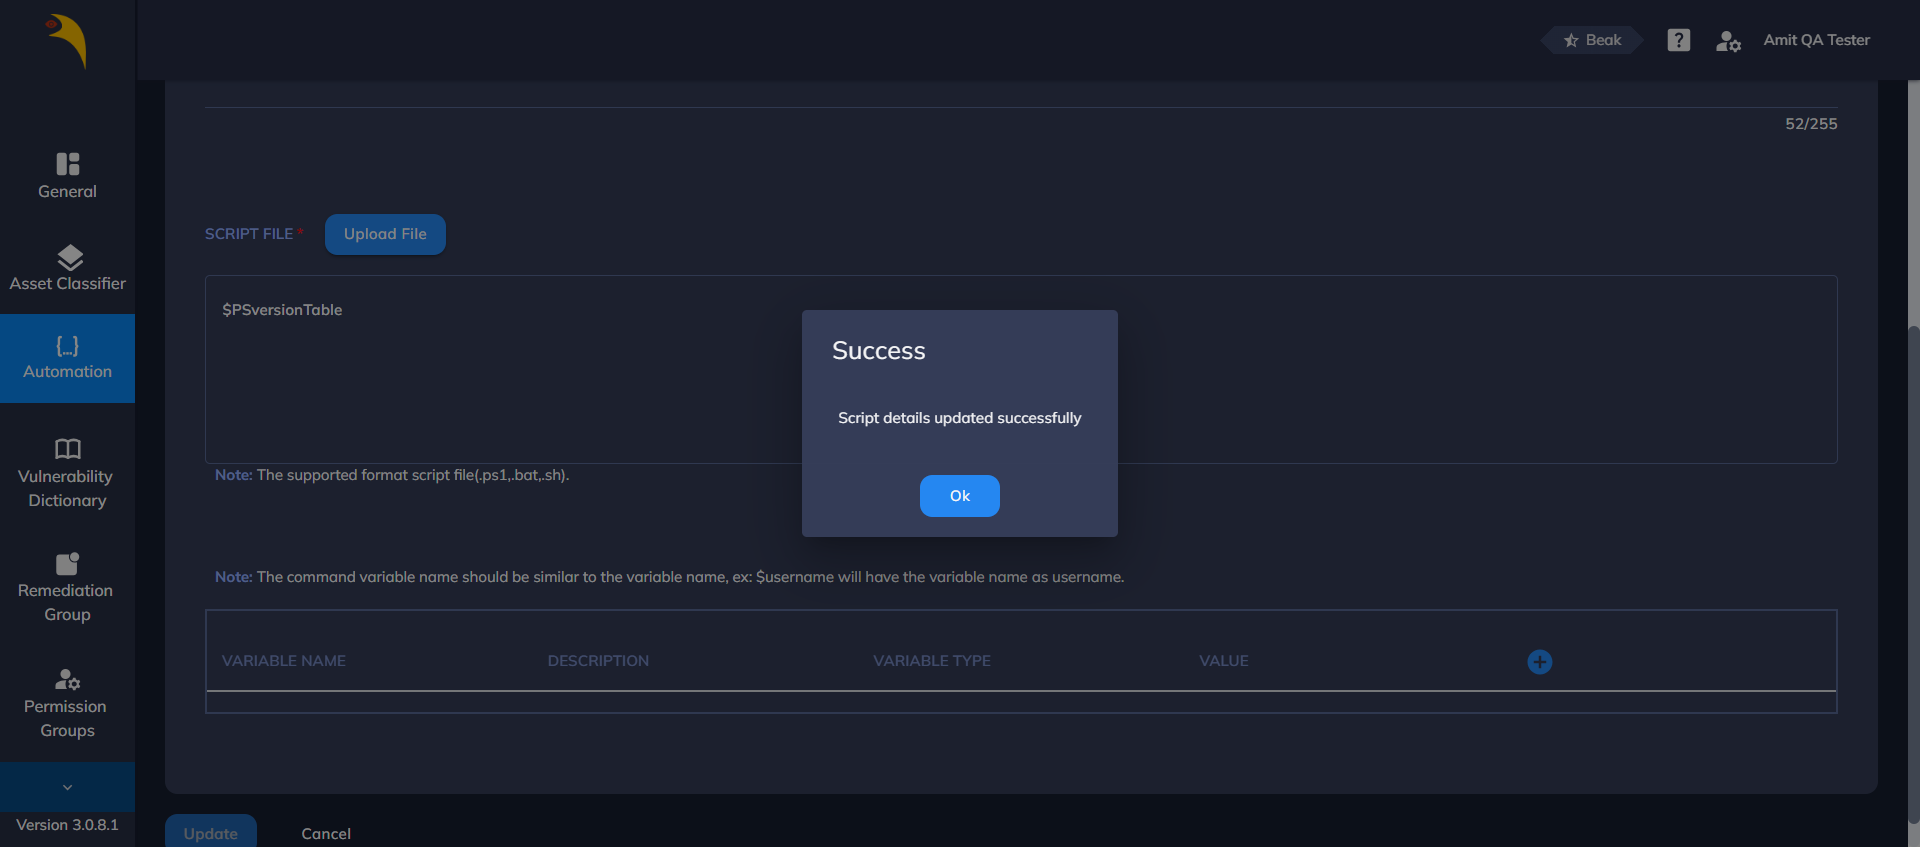 Beak
?
Amit QA Tester
52/255
General
Asset Classifier
{...}
Automation
Vulnerability
Dictionary
Remediation
Group
Permission
Groups
Version 3.0.8.1
SCRIPT FILE *
Upload File
$PSversionTable
Note: The supported format script file(.ps1,.bat,.sh).
Success
Script details updated successfully
Ok
Note: The command variable name should be similar to the variable name, ex: $username will have the variable name as username.
VARIABLE NAME
DESCRIPTION
VARIABLE TYPE
VALUE
Update
Cancel